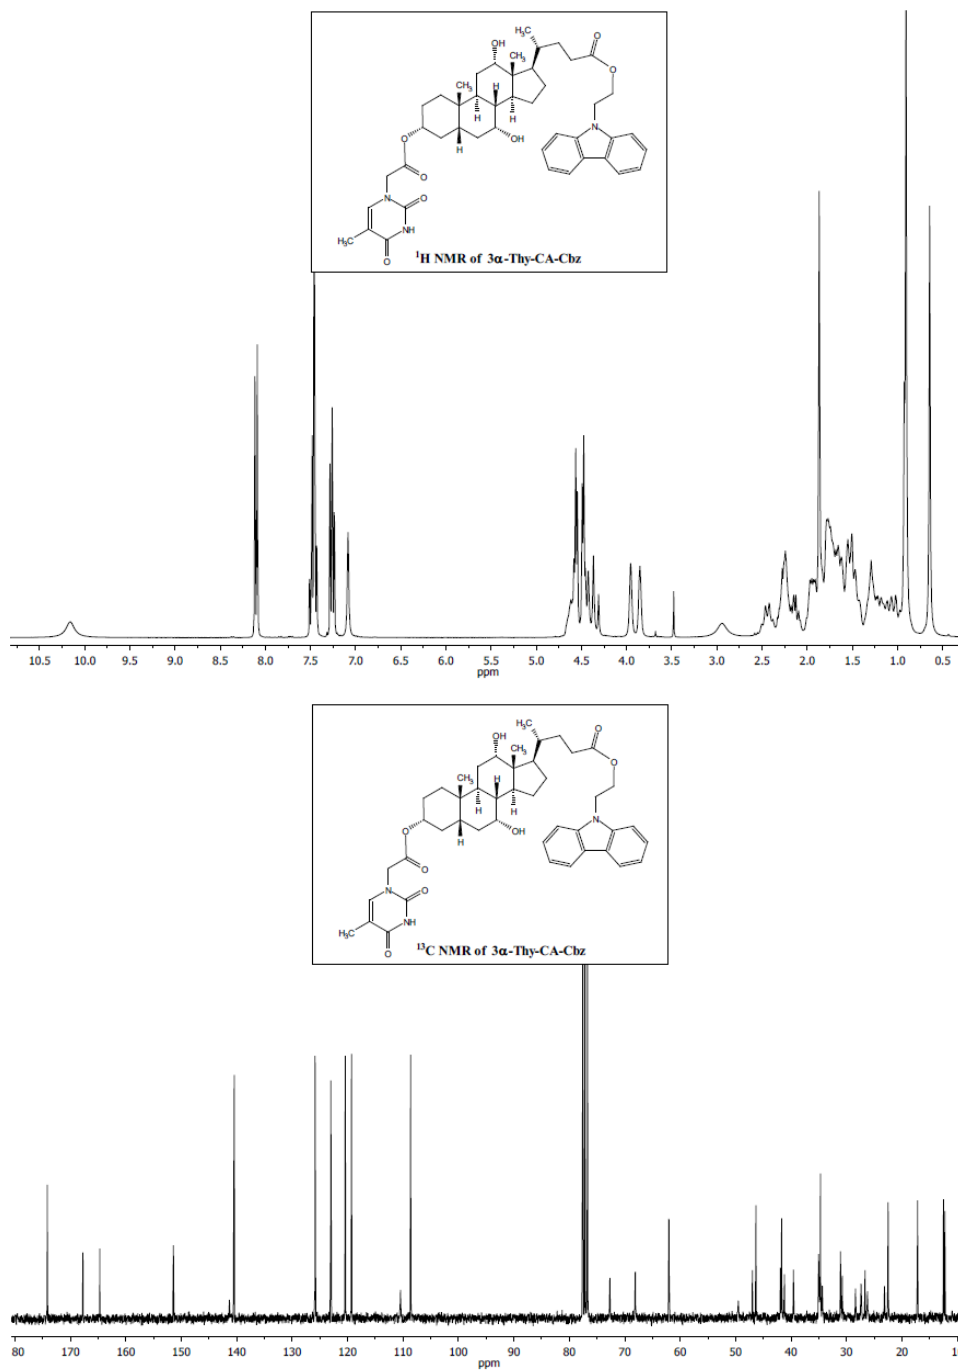 CH₃
OH
O
H₃C
CH₃
O
CH₃
H
N
H
H
O
OH
H
O
N
O
NH
H₃C
O
¹H NMR of 3α-Thy-CA-Cbz
10.5 10.0 9.5 9.0 8.5 8.0 7.5 7.0 6.5 6.0 5.5 5.0 4.5 4.0 3.5 3.0 2.5 2.0 1.5 1.0 0.5
ppm
H₃C
O
OH
CH₃
O
CH₃
H
N
H
H
O
OH
H
O
N
O
NH
H₃C
O
¹³C NMR of 3α-Thy-CA-Cbz
80 170 160 150 140 130 120 110 100 90 80 70 60 50 40 30 20 10
ppm